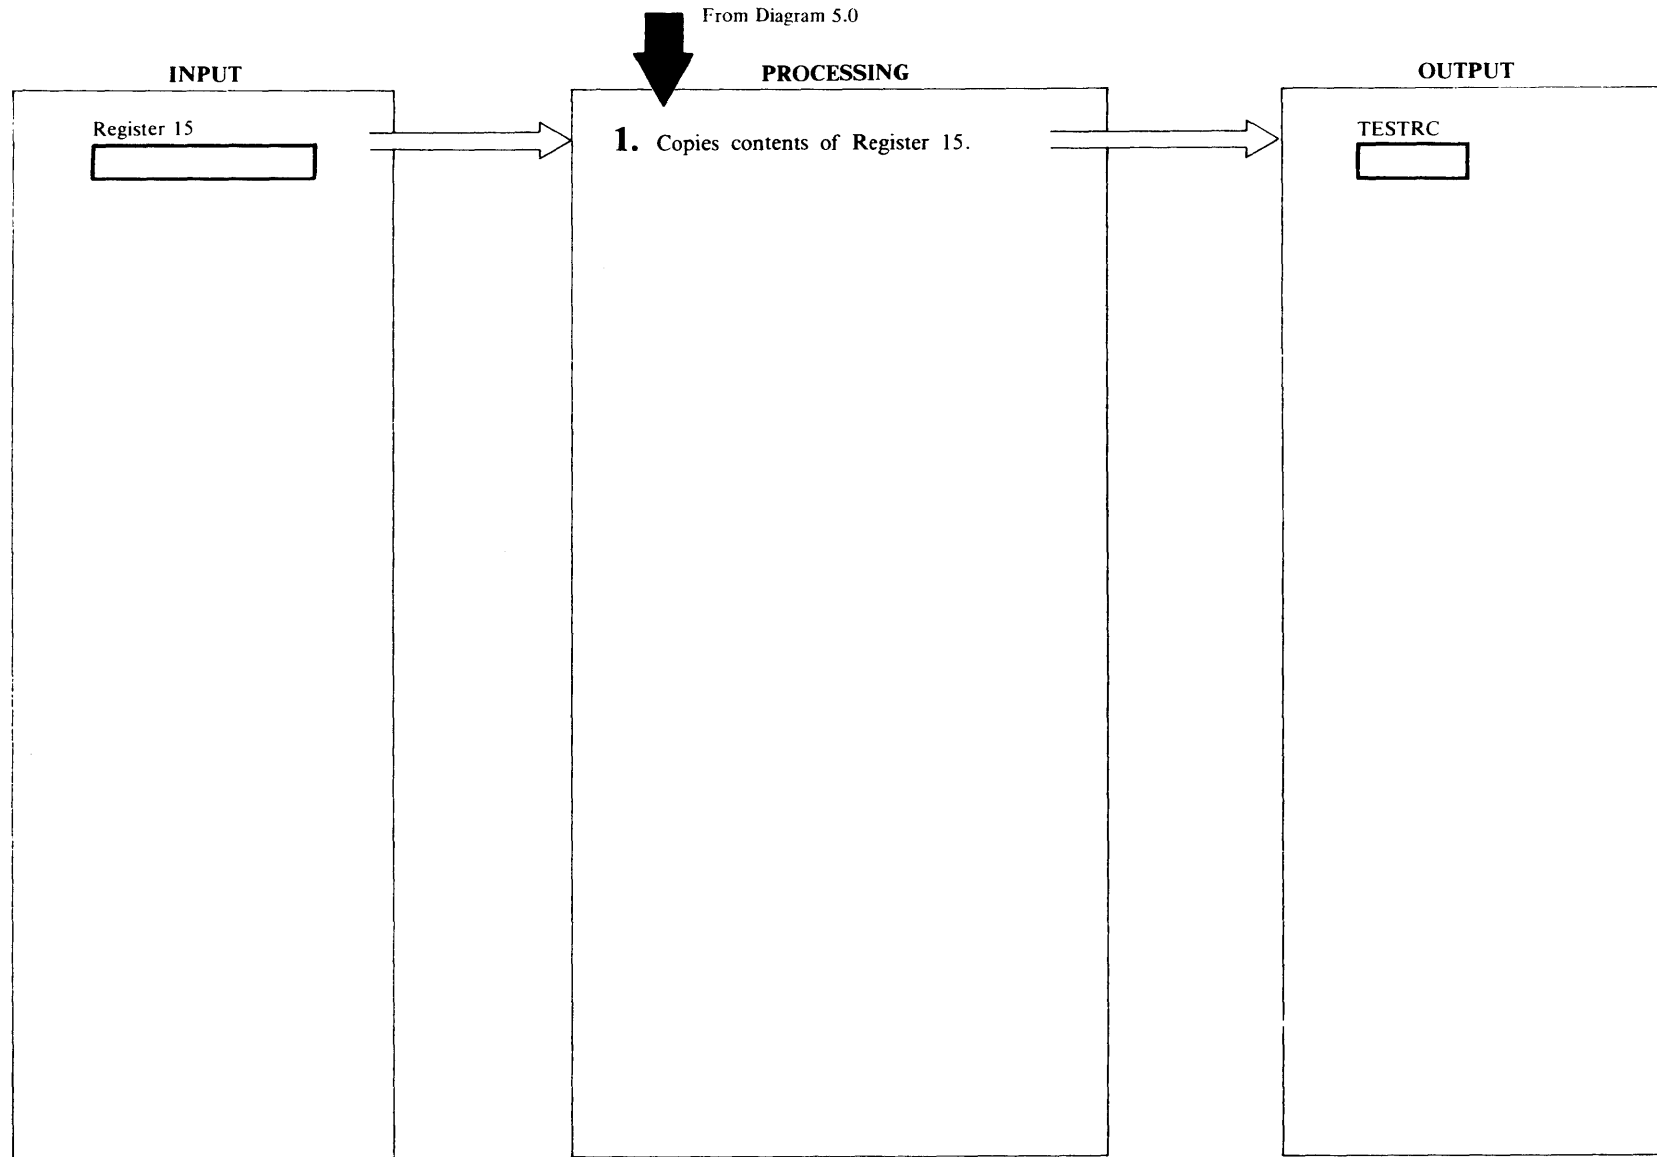 From Diagram 5.0
INPUT
PROCESSING
OUTPUT
Register 15
1. Copies contents of Register 15.
TESTRC